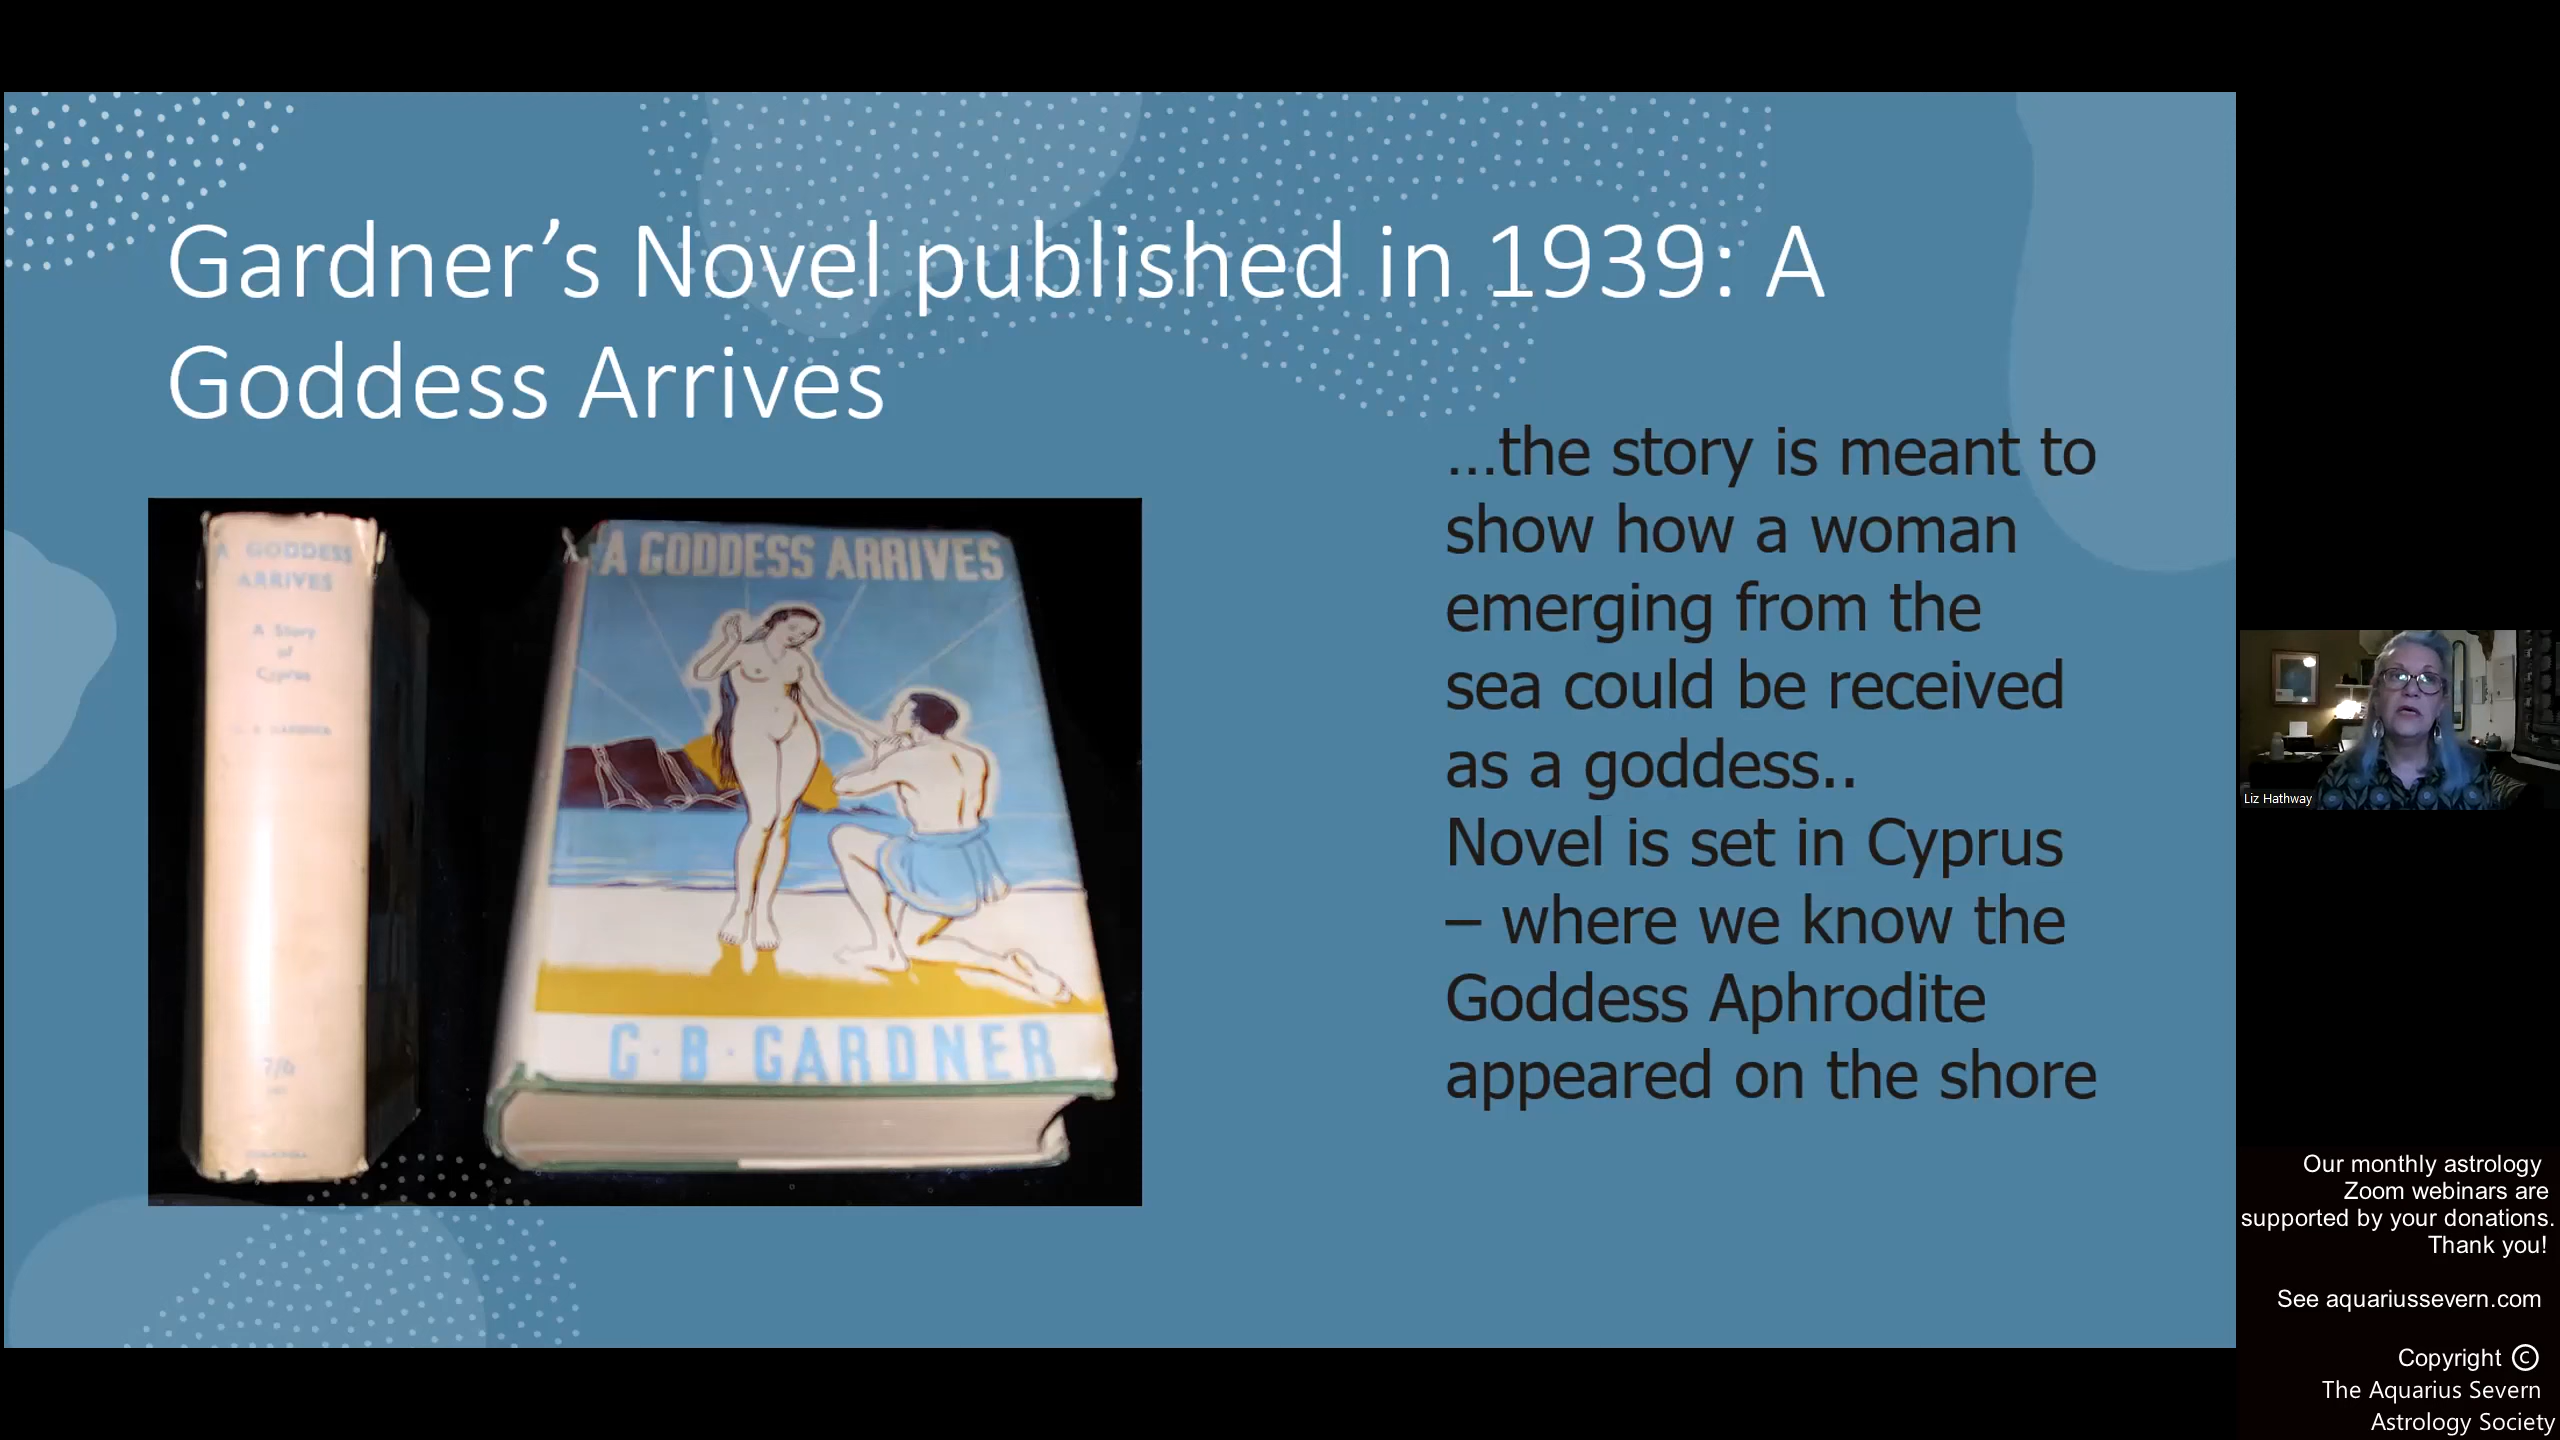 Gardner’s Novel published in 1939: A
Goddess Arrives
A GODDESS
ARRIVES
A Story
of
Cyprus
G. B. GARDNER
7/6
A GODDESS ARRIVES
G·B·GARDNER
...the story is meant to
show how a woman
emerging from the
sea could be received
as a goddess..
Novel is set in Cyprus
– where we know the
Goddess Aphrodite
appeared on the shore
Liz Hathway
Our monthly astrology
Zoom webinars are
supported by your donations.
Thank you!
See aquariussevern.com
Copyright ©
The Aquarius Severn
Astrology Society